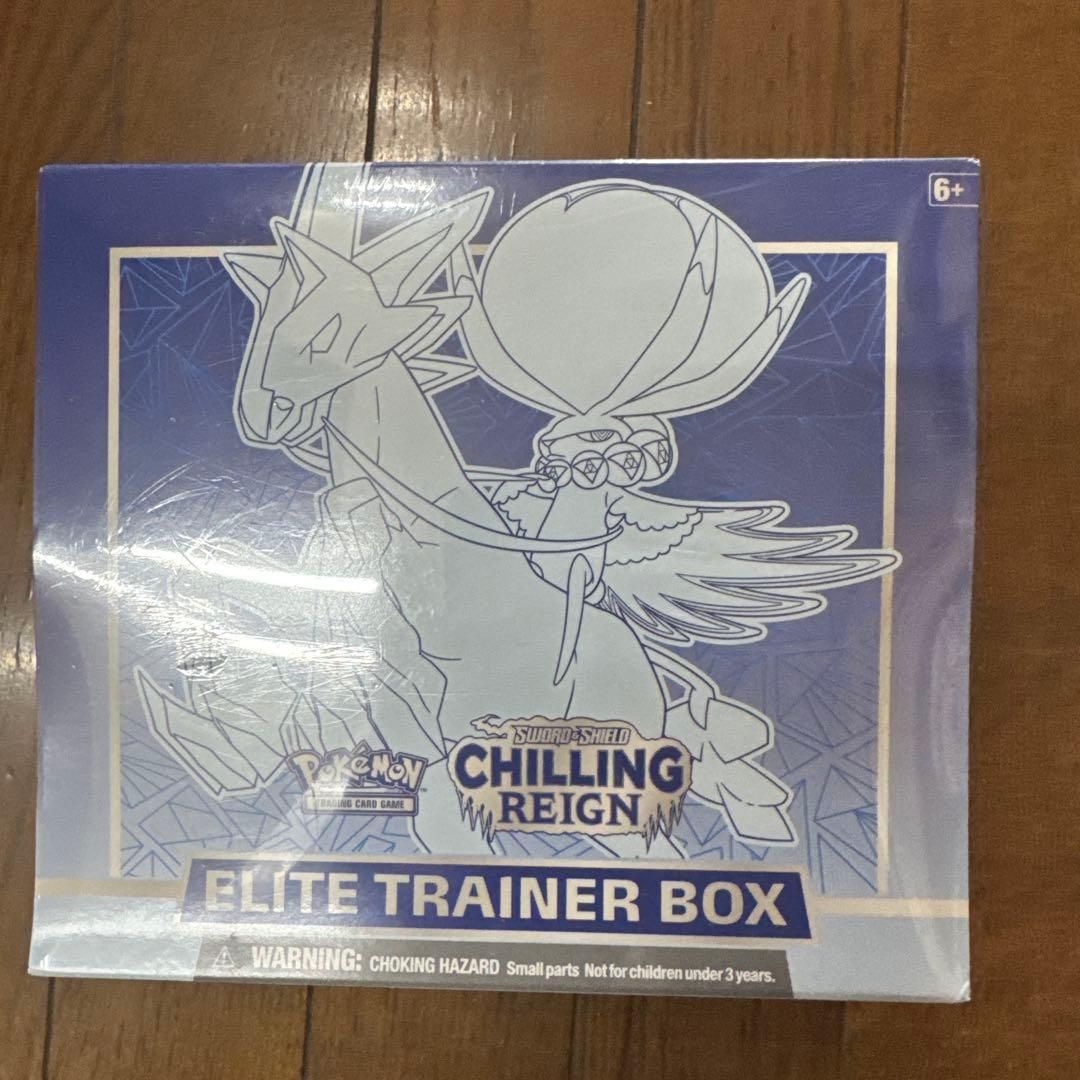 6+
Pokémon
TRADING CARD GAME
SWORD & SHIELD
CHILLING
REIGN
ELITE TRAINER BOX
WARNING: CHOKING HAZARD Small parts Not for children under 3 years.